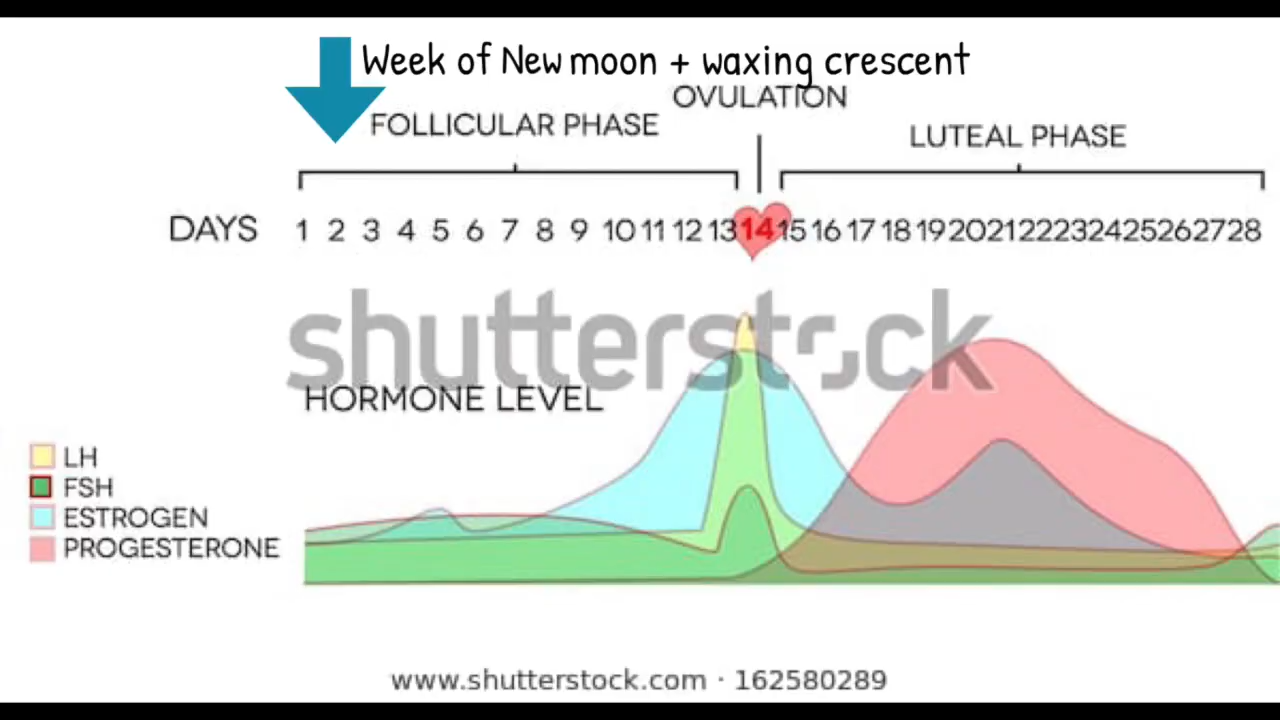 Week of New moon + waxing crescent
OVULATION
FOLLICULAR PHASE
LUTEAL PHASE
DAYS 1 2 3 4 5 6 7 8 9 10 11 12 13 14 15 16 17 18 19 20 21 22 23 24 25 26 27 28
shutterstock
HORMONE LEVEL
LH
FSH
ESTROGEN
PROGESTERONE
www.shutterstock.com · 162580289